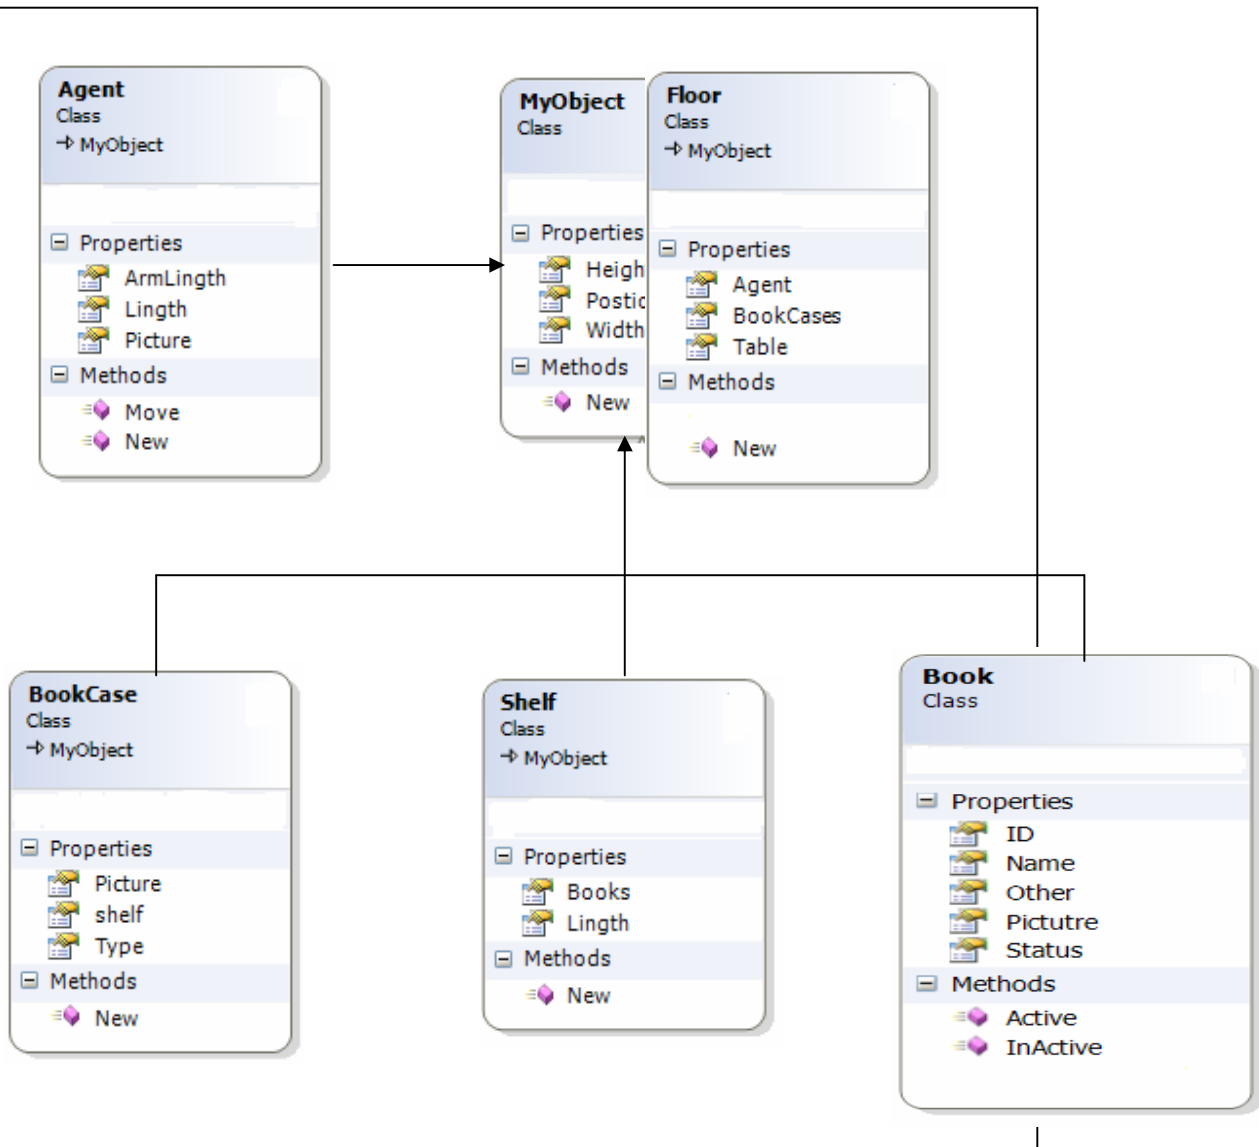 Agent
Class
MyObject
Properties
ArmLingth
Lingth
Picture
Methods
Move
New
MyObject
Class
Properties
Heigh
Postic
Width
Methods
New
Floor
Class
MyObject
Properties
Agent
BookCases
Table
Methods
New
BookCase
Class
MyObject
Properties
Picture
shelf
Type
Methods
New
Shelf
Class
MyObject
Properties
Books
Lingth
Methods
New
Book
Class
Properties
ID
Name
Other
Pictutre
Status
Methods
Active
InActive